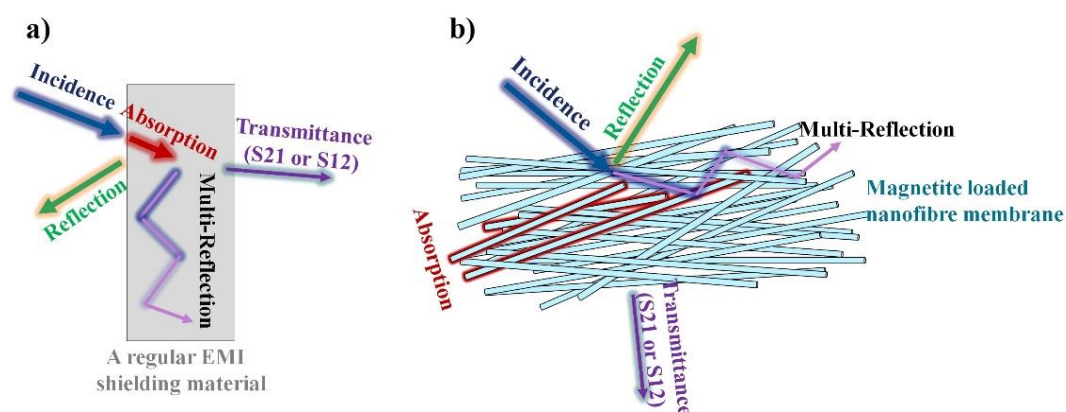 a)
Incidence
Absorption
Transmittance
(S21 or S12)
Reflection
Multi-Reflection
A regular EMI
shielding material
b)
Incidence
Reflection
Multi-Reflection
Magnetite loaded
nanofibre membrane
Absorption
Transmittance
(S21 or S12)